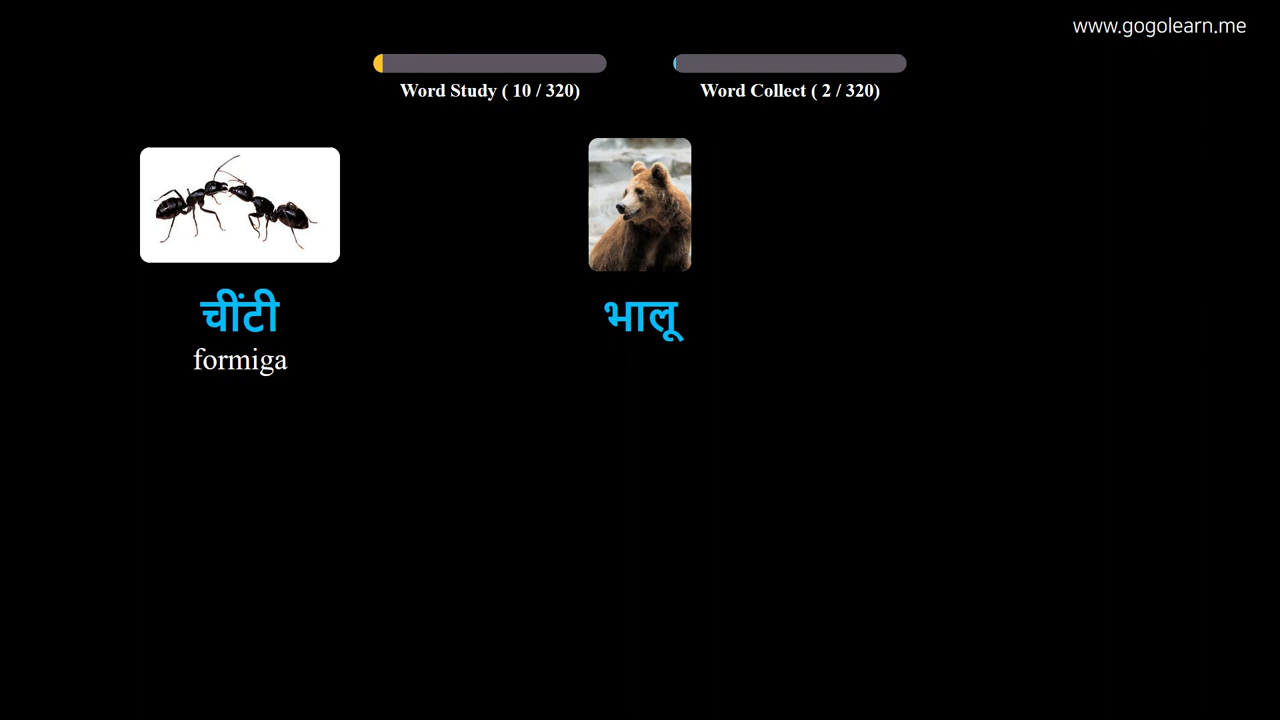 www.gogolearn.me
Word Study ( 10 / 320)
Word Collect ( 2 / 320)
चींटी
formiga
भालू